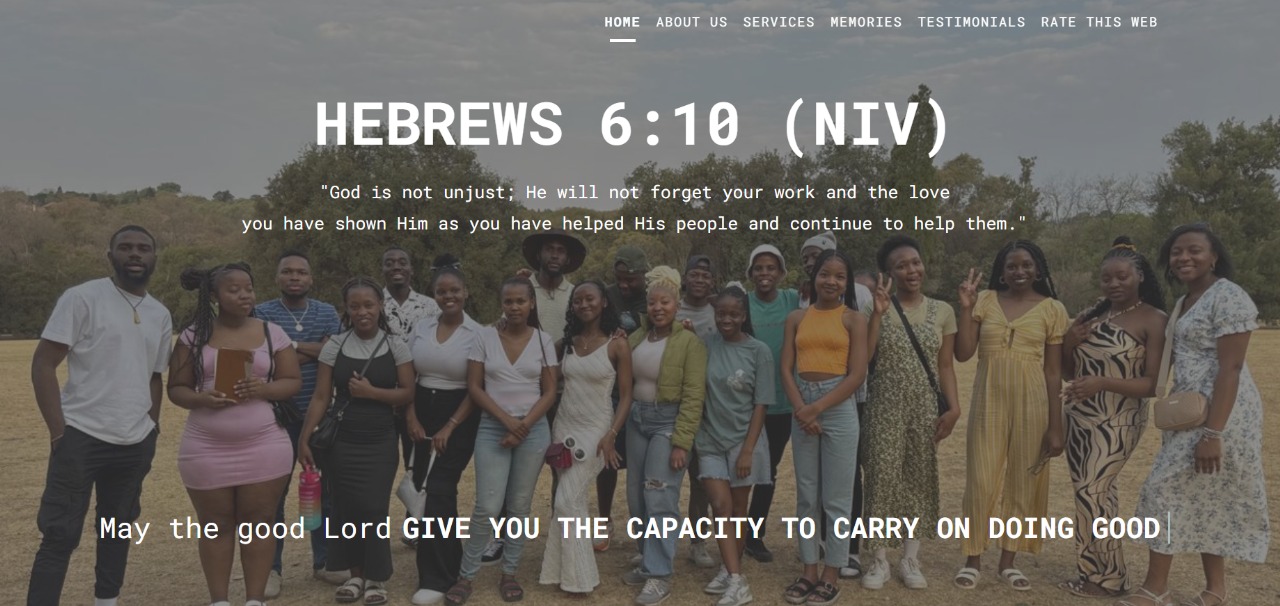 HOME ABOUT US SERVICES MEMORIES TESTIMONIALS RATE THIS WEB
HEBREWS 6:10 (NIV)
"God is not unjust; He will not forget your work and the love
you have shown Him as you have helped His people and continue to help them."
May the good Lord GIVE YOU THE CAPACITY TO CARRY ON DOING GOOD